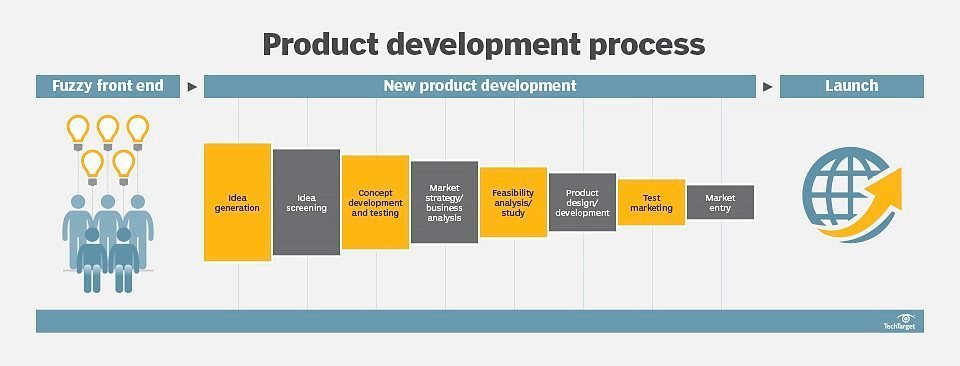 Product development process
Fuzzy front end
New product development
Launch
Idea
generation
Idea
screening
Concept
development
and testing
Market
strategy/
business
analysis
Feasibility
analysis/
study
Product
design/
development
Test
marketing
Market
entry
TechTarget